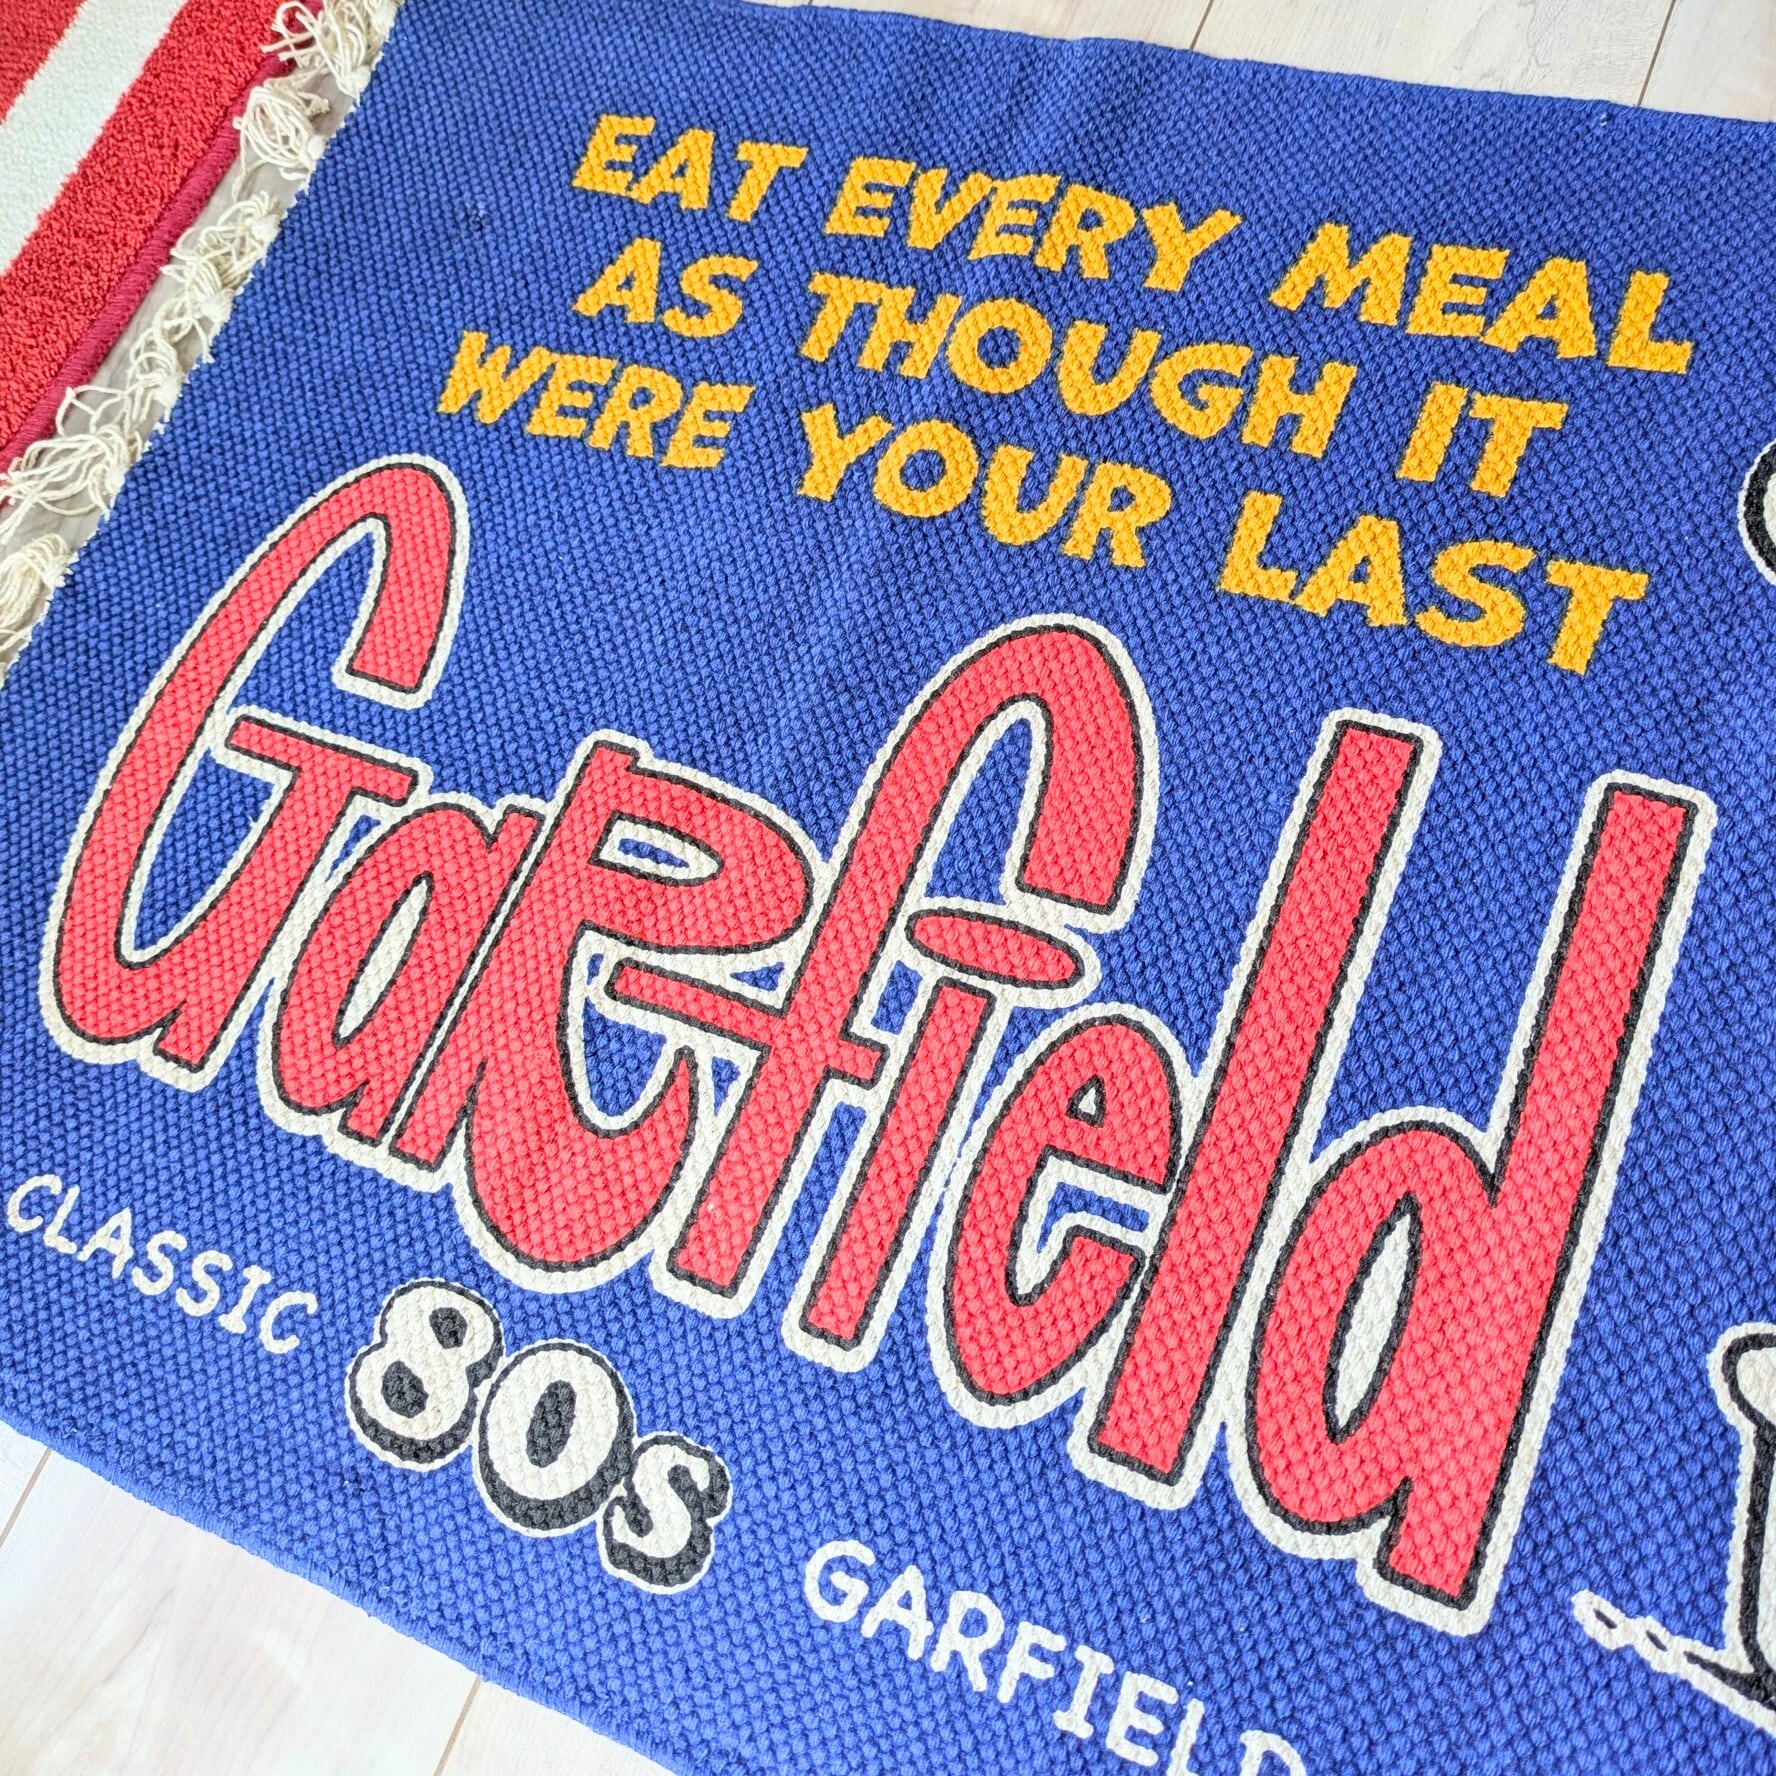 EAT EVERY MEAL
AS THOUGH IT
WERE YOUR LAST
Garfield
CLASSIC 80s GARFIELD